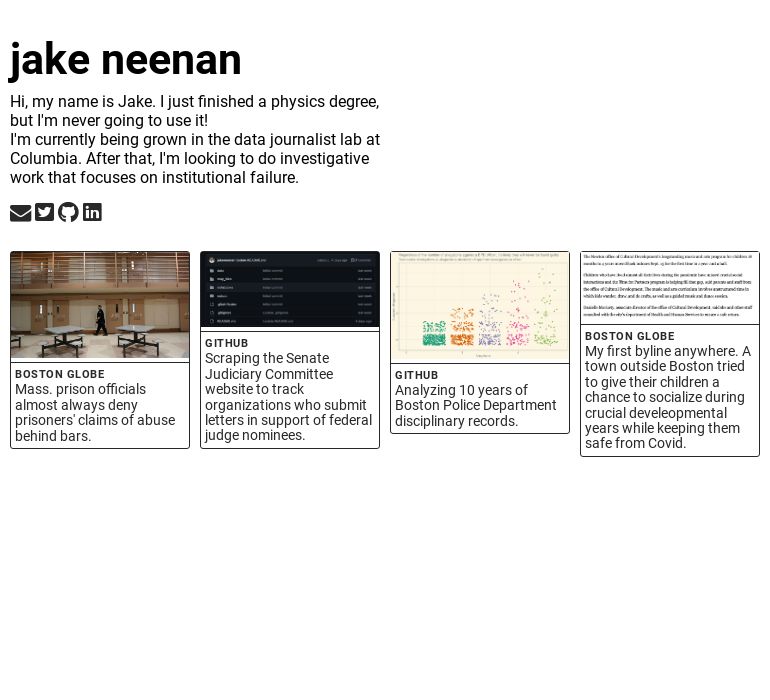 jake neenan
Hi, my name is Jake. I just finished a physics degree,
but I'm never going to use it!
I'm currently being grown in the data journalist lab at
Columbia. After that, I'm looking to do investigative
work that focuses on institutional failure.
BOSTON GLOBE
Mass. prison officials
almost always deny
prisoners' claims of abuse
behind bars.
GITHUB
Scraping the Senate
Judiciary Committee
website to track
organizations who submit
letters in support of federal
judge nominees.
GITHUB
Analyzing 10 years of
Boston Police Department
disciplinary records.
BOSTON GLOBE
My first byline anywhere. A
town outside Boston tried
to give their children a
chance to socialize during
crucial develeopmental
years while keeping them
safe from Covid.